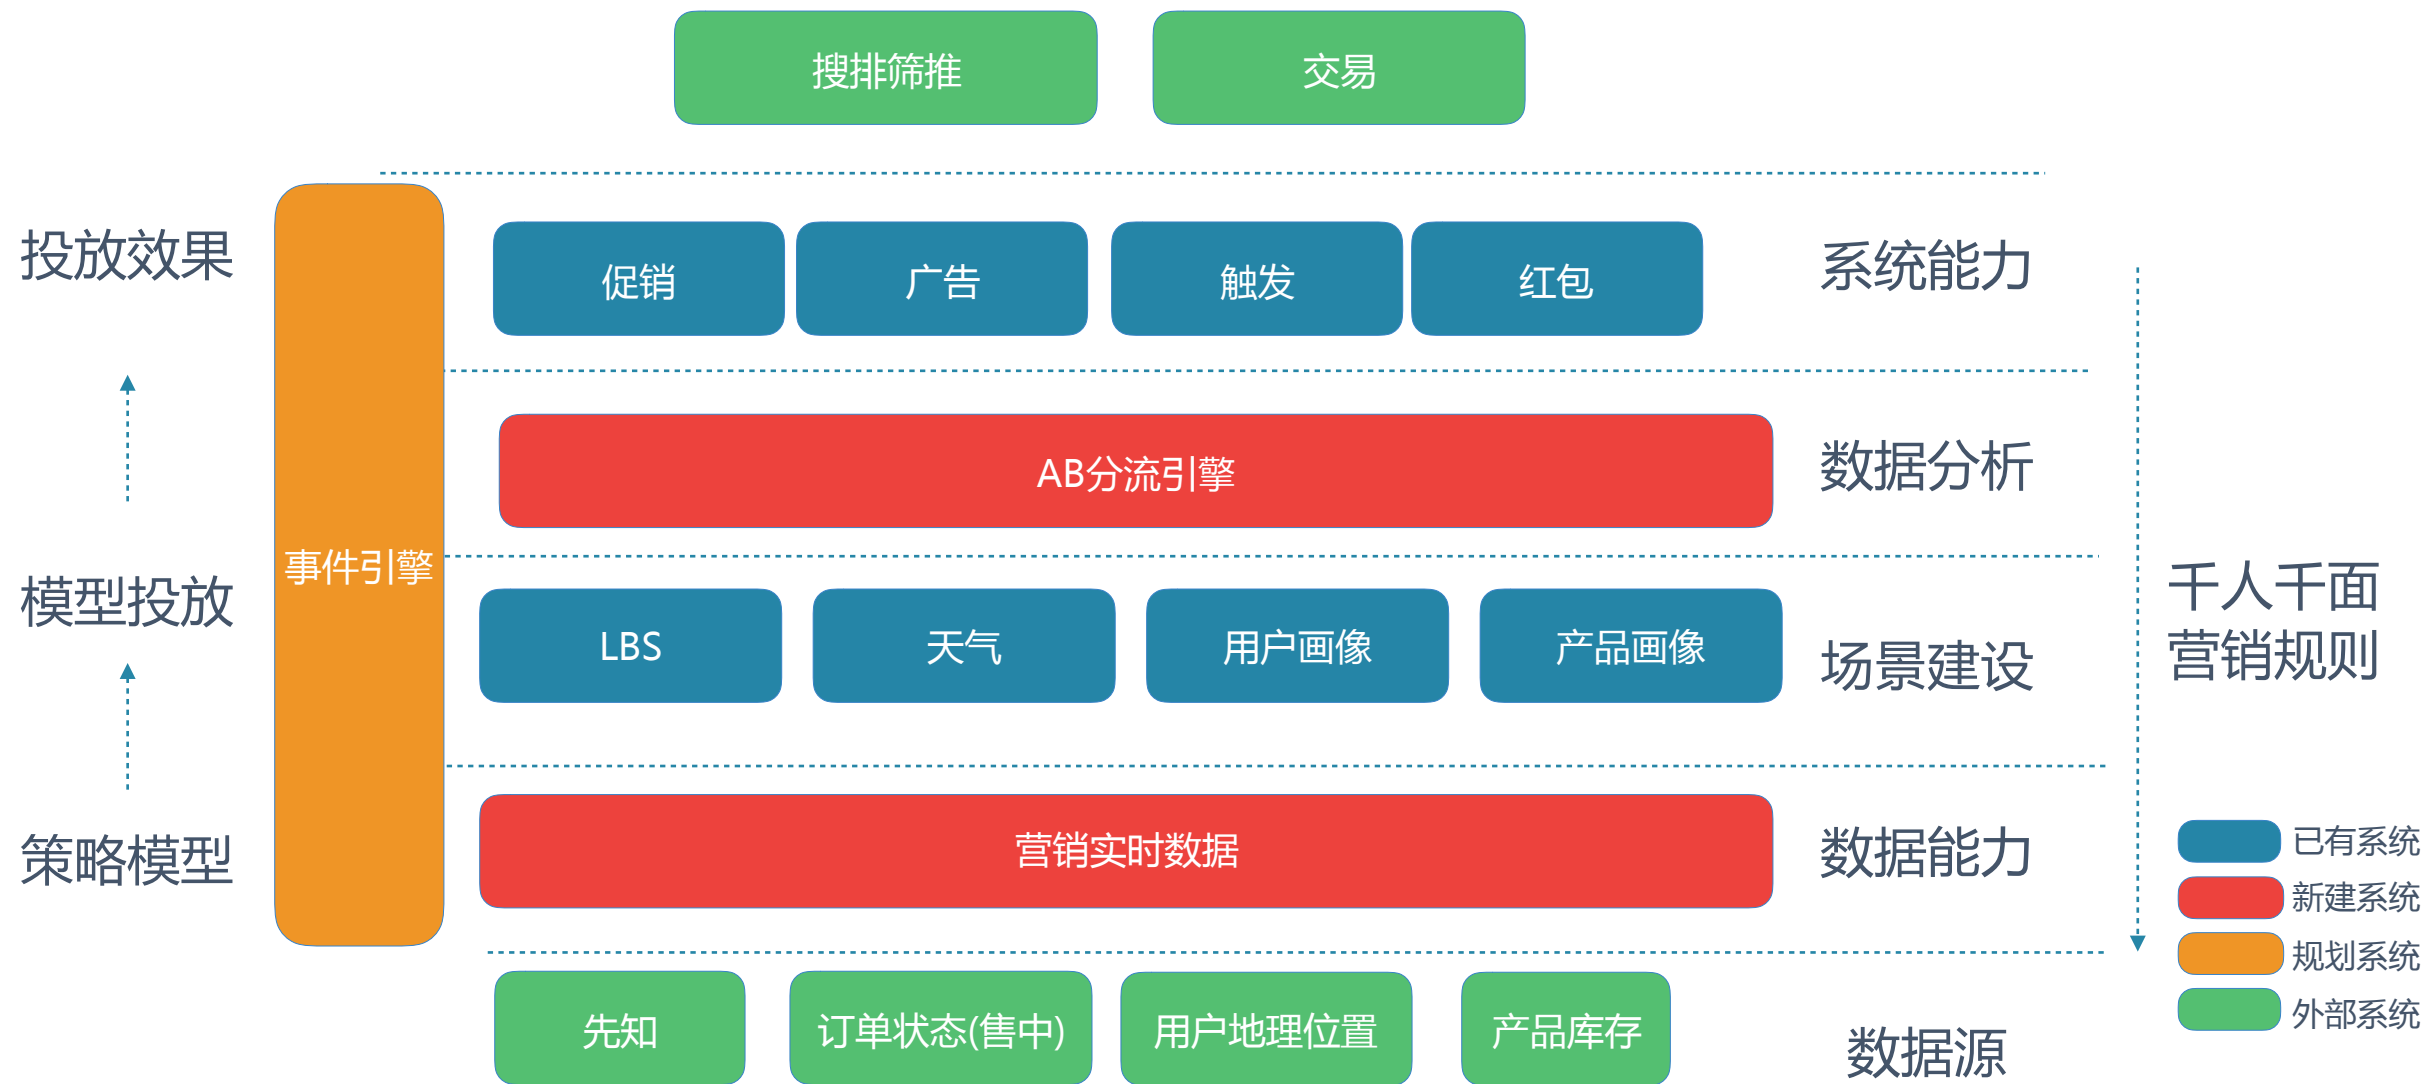 搜排筛推
交易
投放效果
促销
广告
触发
红包
系统能力
AB分流引擎
数据分析
事件引擎
模型投放
LBS
天气
用户画像
产品画像
场景建设
千人千面
营销规则
策略模型
营销实时数据
数据能力
已有系统
新建系统
规划系统
外部系统
先知
订单状态(售中)
用户地理位置
产品库存
数据源